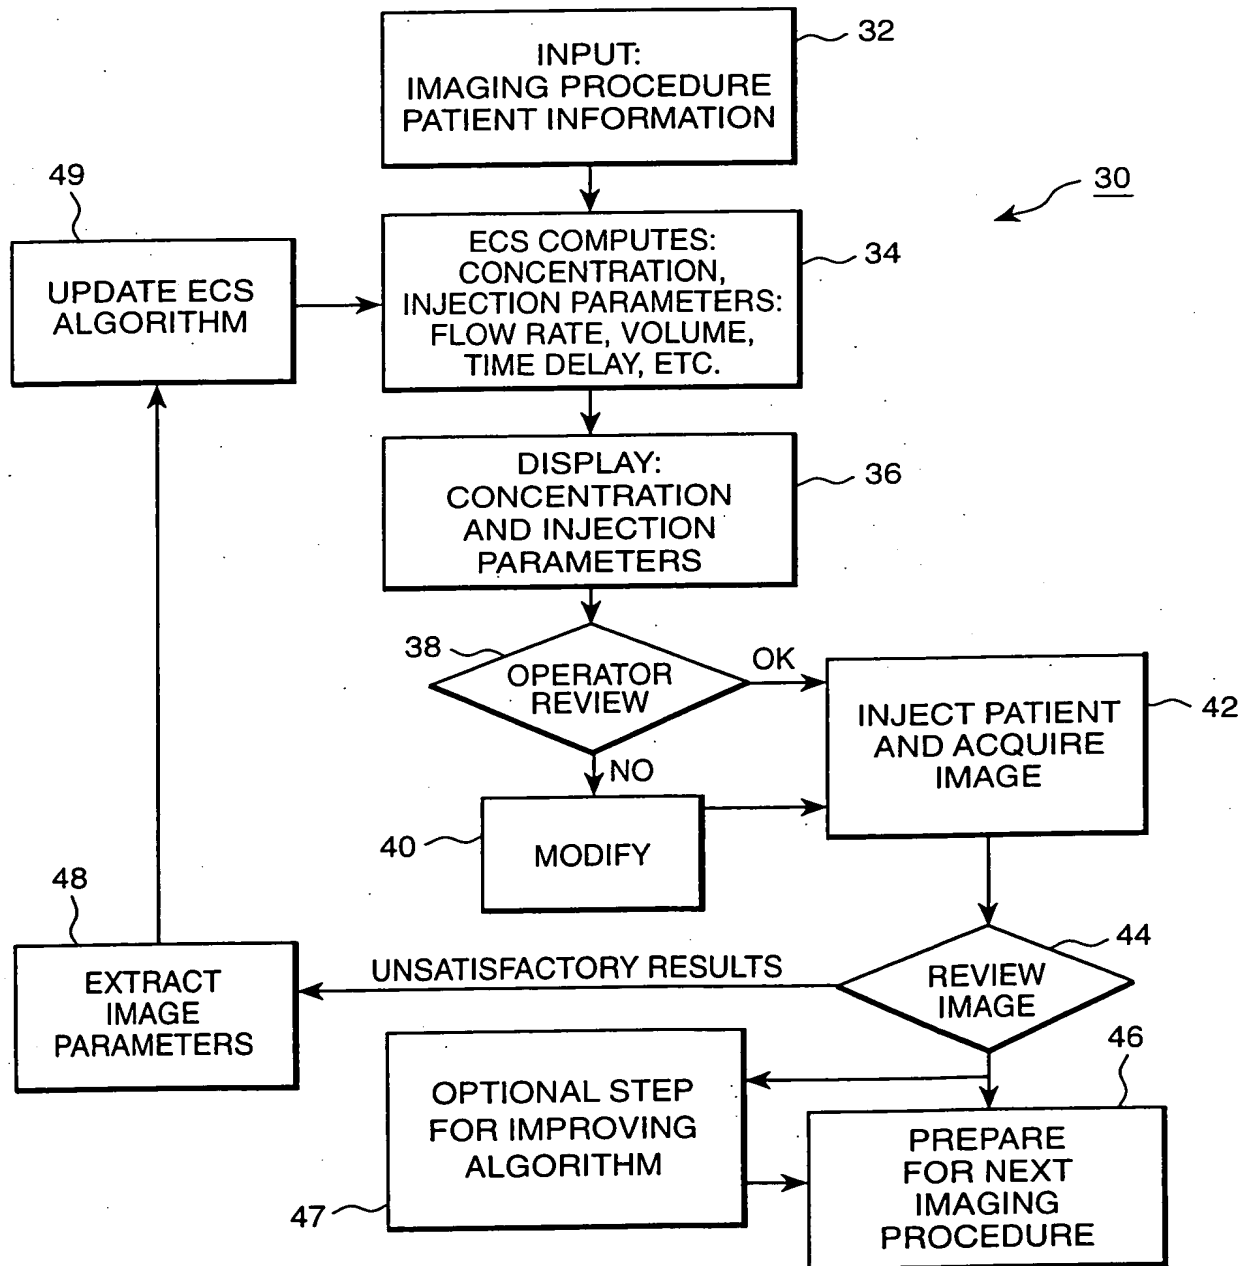 INPUT:
IMAGING PROCEDURE
PATIENT INFORMATION
32
30
49
UPDATE ECS
ALGORITHM
ECS COMPUTES:
CONCENTRATION,
INJECTION PARAMETERS:
FLOW RATE, VOLUME,
TIME DELAY, ETC.
34
DISPLAY:
CONCENTRATION
AND INJECTION
PARAMETERS
36
38
OPERATOR
REVIEW
OK
NO
40
MODIFY
INJECT PATIENT
AND ACQUIRE
IMAGE
42
44
REVIEW
IMAGE
UNSATISFACTORY RESULTS
48
EXTRACT
IMAGE
PARAMETERS
OPTIONAL STEP
FOR IMPROVING
ALGORITHM
47
46
PREPARE
FOR NEXT
IMAGING
PROCEDURE